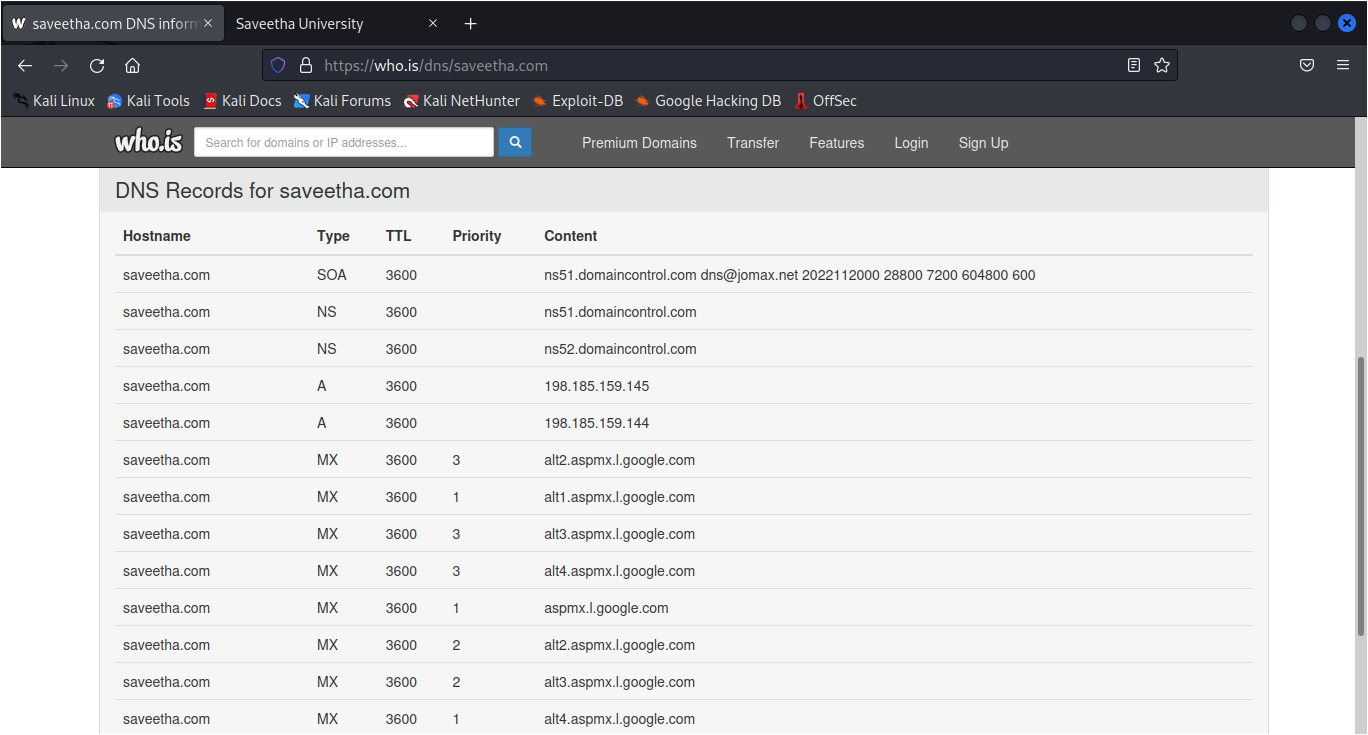 W saveetha.com DNS inform
Saveetha University
https://who.is/dns/saveetha.com
Kali Linux Kali Tools Kali Docs Kali Forums Kali NetHunter Exploit-DB Google Hacking DB OffSec
who.is Search for domains or IP addresses... Premium Domains Transfer Features Login Sign Up
DNS Records for saveetha.com
Hostname Type TTL Priority Content
saveetha.com SOA 3600 ns51.domaincontrol.com dns@jomax.net 2022112000 28800 7200 604800 600
saveetha.com NS 3600 ns51.domaincontrol.com
saveetha.com NS 3600 ns52.domaincontrol.com
saveetha.com A 3600 198.185.159.145
saveetha.com A 3600 198.185.159.144
saveetha.com MX 3600 3 alt2.aspmx.l.google.com
saveetha.com MX 3600 1 alt1.aspmx.l.google.com
saveetha.com MX 3600 3 alt3.aspmx.l.google.com
saveetha.com MX 3600 3 alt4.aspmx.l.google.com
saveetha.com MX 3600 1 aspmx.l.google.com
saveetha.com MX 3600 2 alt2.aspmx.l.google.com
saveetha.com MX 3600 2 alt3.aspmx.l.google.com
saveetha.com MX 3600 1 alt4.aspmx.l.google.com